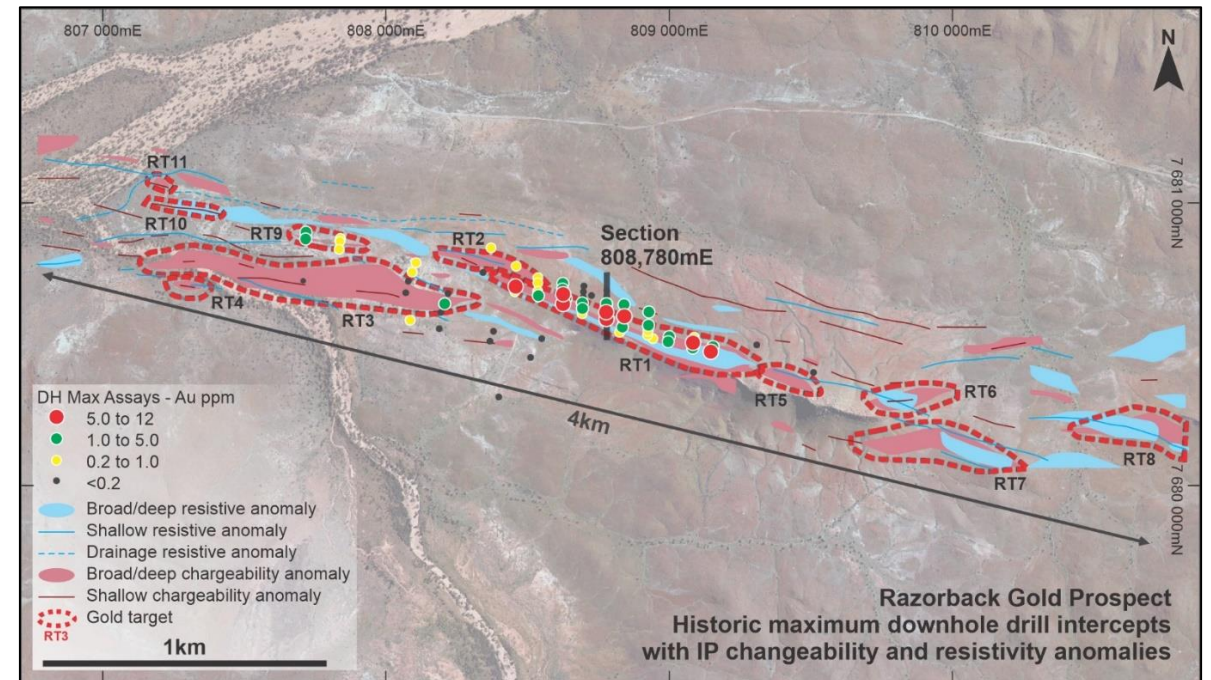 807 000mE
808 000mE
809 000mE
810 000mE
N
7 681 000mN
RT11
RT10
RT9
RT2
Section
808,780mE
RT4
RT3
RT1
RT5
RT6
RT7
RT8
7 680 000mN
4km
DH Max Assays - Au ppm
5.0 to 12
1.0 to 5.0
0.2 to 1.0
<0.2
Broad/deep resistive anomaly
Shallow resistive anomaly
Drainage resistive anomaly
Broad/deep chargeability anomaly
Shallow chargeability anomaly
Gold target
RT3
1km
Razorback Gold Prospect
Historic maximum downhole drill intercepts
with IP changeability and resistivity anomalies